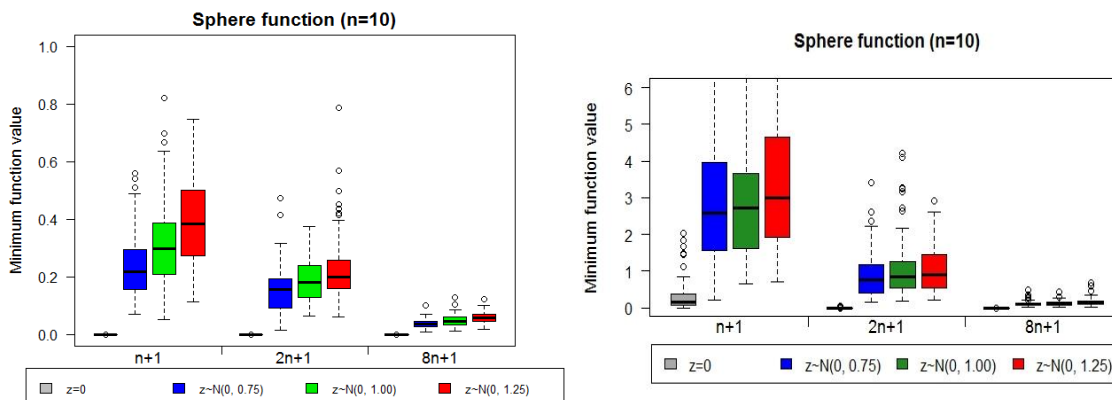 Sphere function (n=10)
Minimum function value
1.0
0.8
0.6
0.4
0.2
0.0
n+1 2n+1 8n+1
z=0 z~N(0, 0.75) z~N(0, 1.00) z~N(0, 1.25)
Sphere function (n=10)
Minimum function value
6
5
4
3
2
1
0
n+1 2n+1 8n+1
z=0 z~N(0, 0.75) z~N(0, 1.00) z~N(0, 1.25)